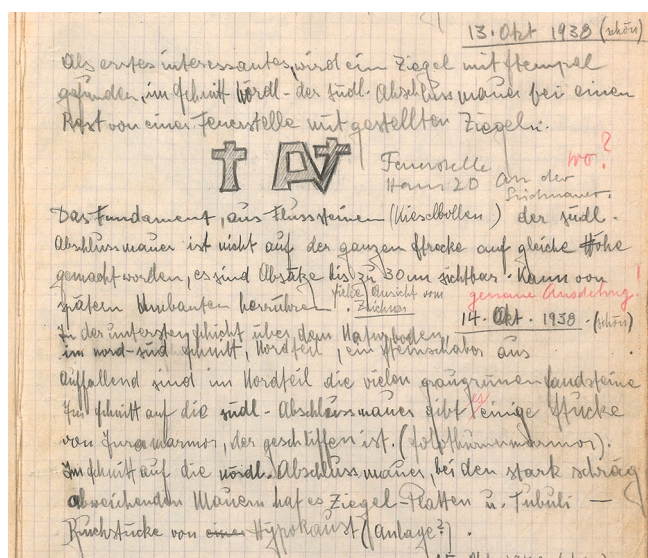 13. Okt 1938 (schön)
Als erstes interessantes, wird ein Ziegel mit Stempel
gefunden, im Schnitt nördl - der südl. Abschlussmauer bei einem
Rest von einer Feuerstelle mit gestellten Ziegeln.
Feuerstelle wo?
Haus 20 an der
Südmauer.
Das Fundament, aus Flusssteinen (Kieselbollen) der südl.
Abschlussmauer ist nicht auf der ganzen Strecke auf gleiche Höhe
gemacht worden, es sind Absätze bis zu 30 cm sichtbar. Kann von
spätern Umbauten herrühren. siehe Ansicht vom Zeichner genaue Ausdehng!
14. Okt. 1938. (schön)
In der untersten Schicht über dem Naturboden
im nord-süd Schnitt, Nordteil, ein Steinschaber aus
Auffallend sind im Nordteil die vielen graugrünen Sandsteine
Im Schnitt auf die südl - Abschlussmauer gibt es einige Stücke
von Juramarmor, der geschliffen ist. (Solothurnermarmor).
Im Schnitt auf die nördl. Abschlussmauer, bei den stark schräg
abweichenden Mauern hat es Ziegel-Platten u. Tubuli —
Bruchstücke von einer Hypokaust (anlage?).